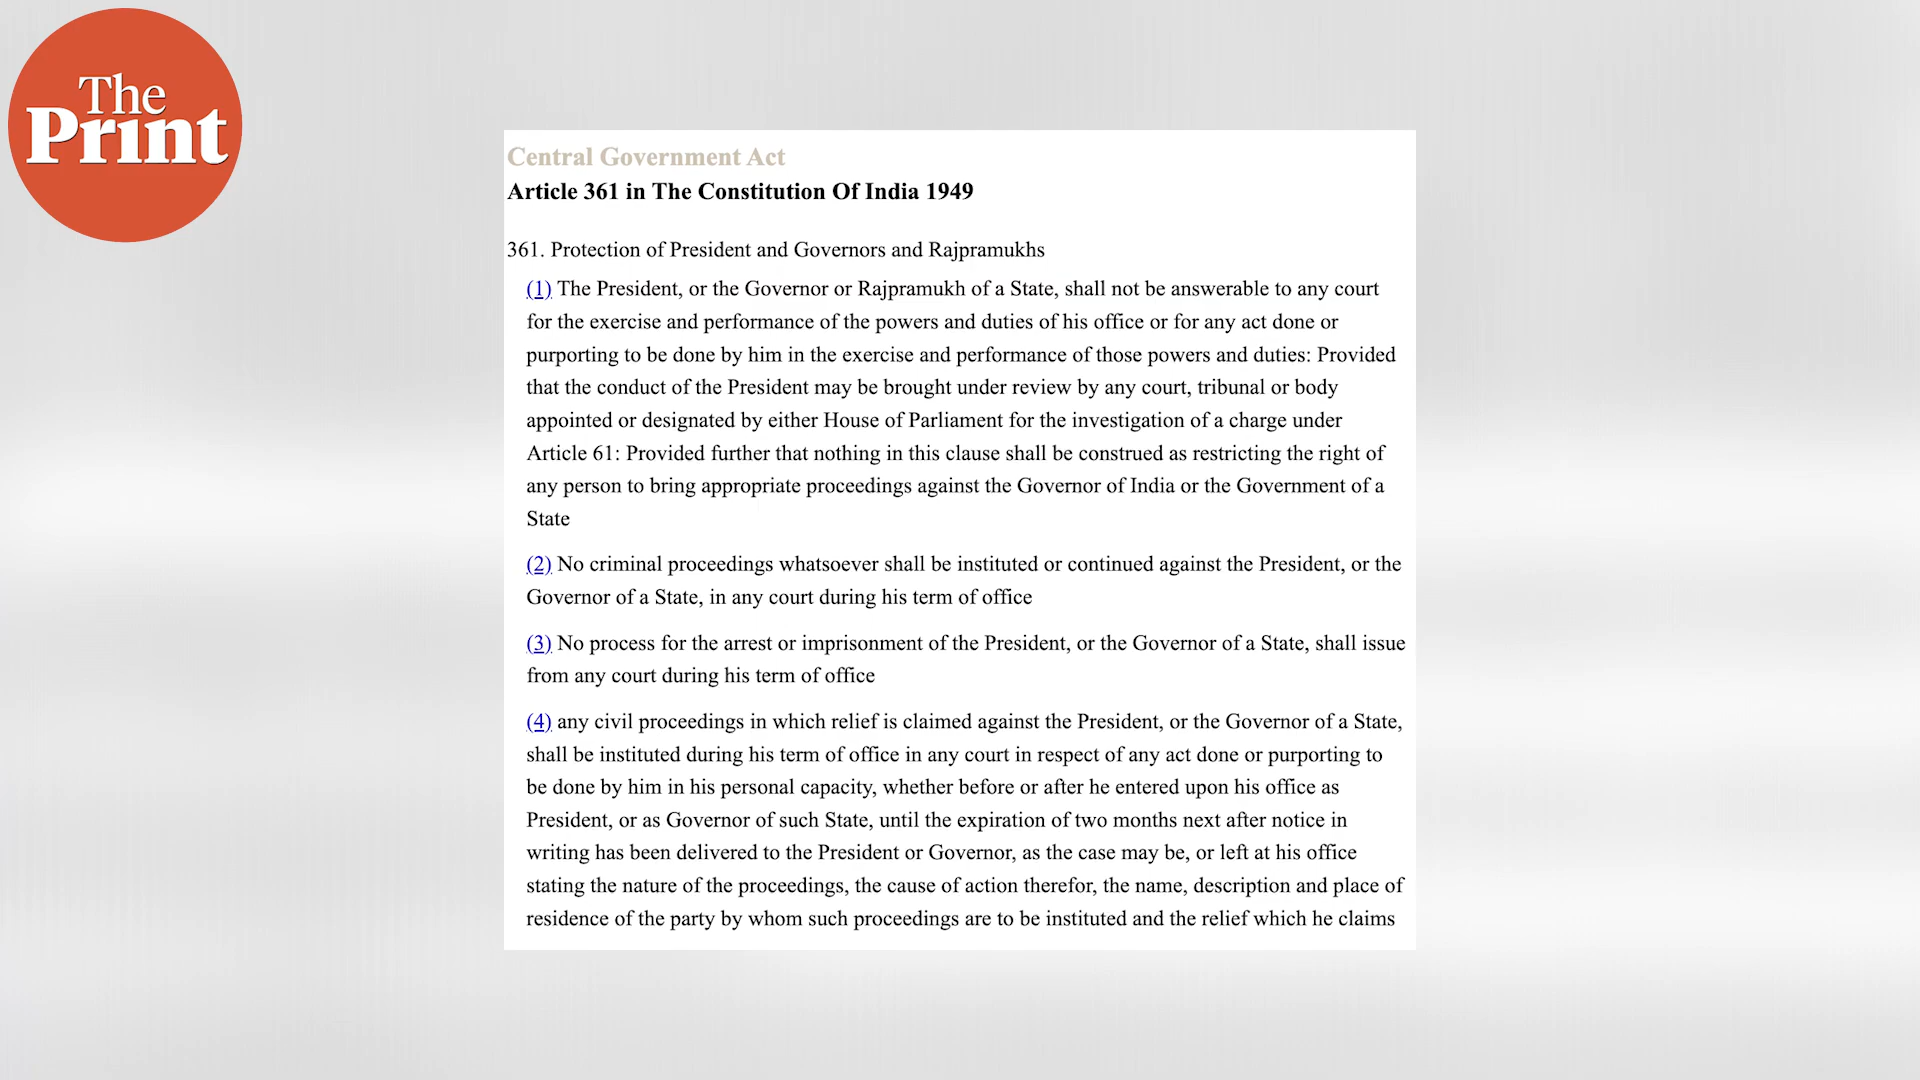 The
Print
Central Government Act
Article 361 in The Constitution Of India 1949
361. Protection of President and Governors and Rajpramukhs
(1) The President, or the Governor or Rajpramukh of a State, shall not be answerable to any court
for the exercise and performance of the powers and duties of his office or for any act done or
purporting to be done by him in the exercise and performance of those powers and duties: Provided
that the conduct of the President may be brought under review by any court, tribunal or body
appointed or designated by either House of Parliament for the investigation of a charge under
Article 61: Provided further that nothing in this clause shall be construed as restricting the right of
any person to bring appropriate proceedings against the Governor of India or the Government of a
State
(2) No criminal proceedings whatsoever shall be instituted or continued against the President, or the
Governor of a State, in any court during his term of office
(3) No process for the arrest or imprisonment of the President, or the Governor of a State, shall issue
from any court during his term of office
(4) any civil proceedings in which relief is claimed against the President, or the Governor of a State,
shall be instituted during his term of office in any court in respect of any act done or purporting to
be done by him in his personal capacity, whether before or after he entered upon his office as
President, or as Governor of such State, until the expiration of two months next after notice in
writing has been delivered to the President or Governor, as the case may be, or left at his office
stating the nature of the proceedings, the cause of action therefor, the name, description and place of
residence of the party by whom such proceedings are to be instituted and the relief which he claims